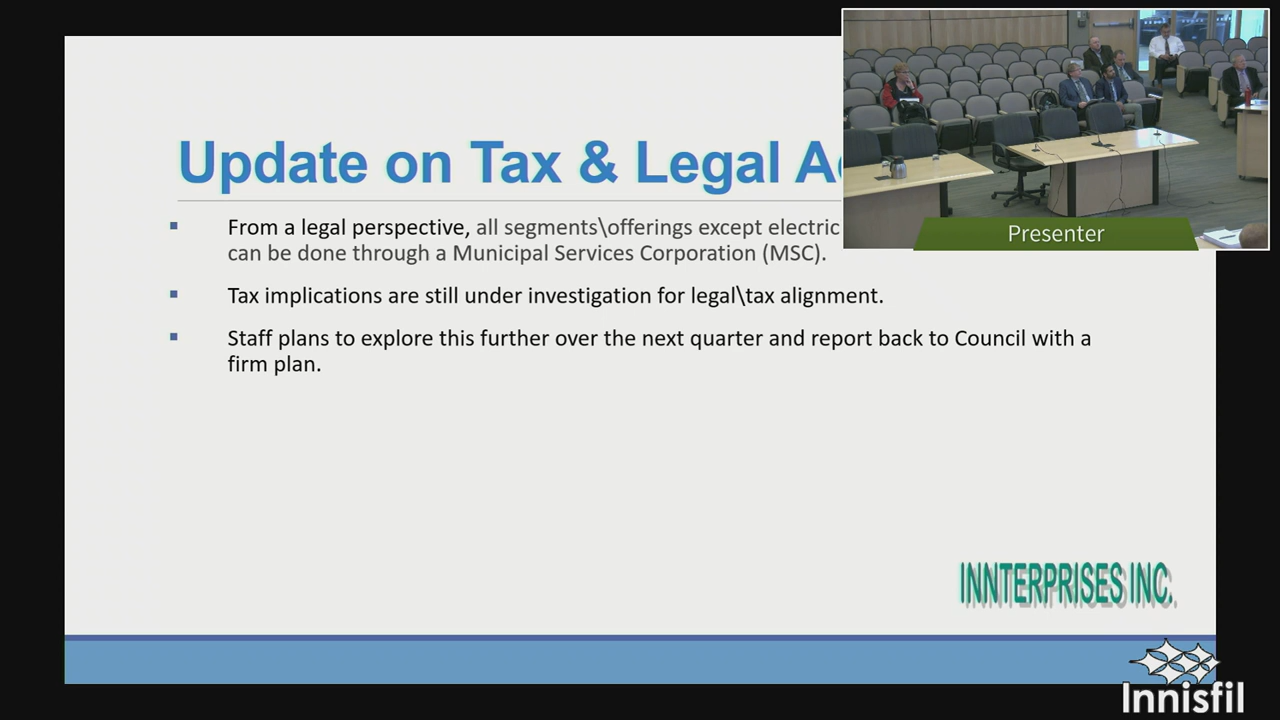 Update on Tax & Legal
From a legal perspective, all segments\offerings except electric
can be done through a Municipal Services Corporation (MSC).
Tax implications are still under investigation for legal\tax alignment.
Staff plans to explore this further over the next quarter and report back to Council with a
firm plan.
Presenter
INNTERPRISES INC.
Innisfil